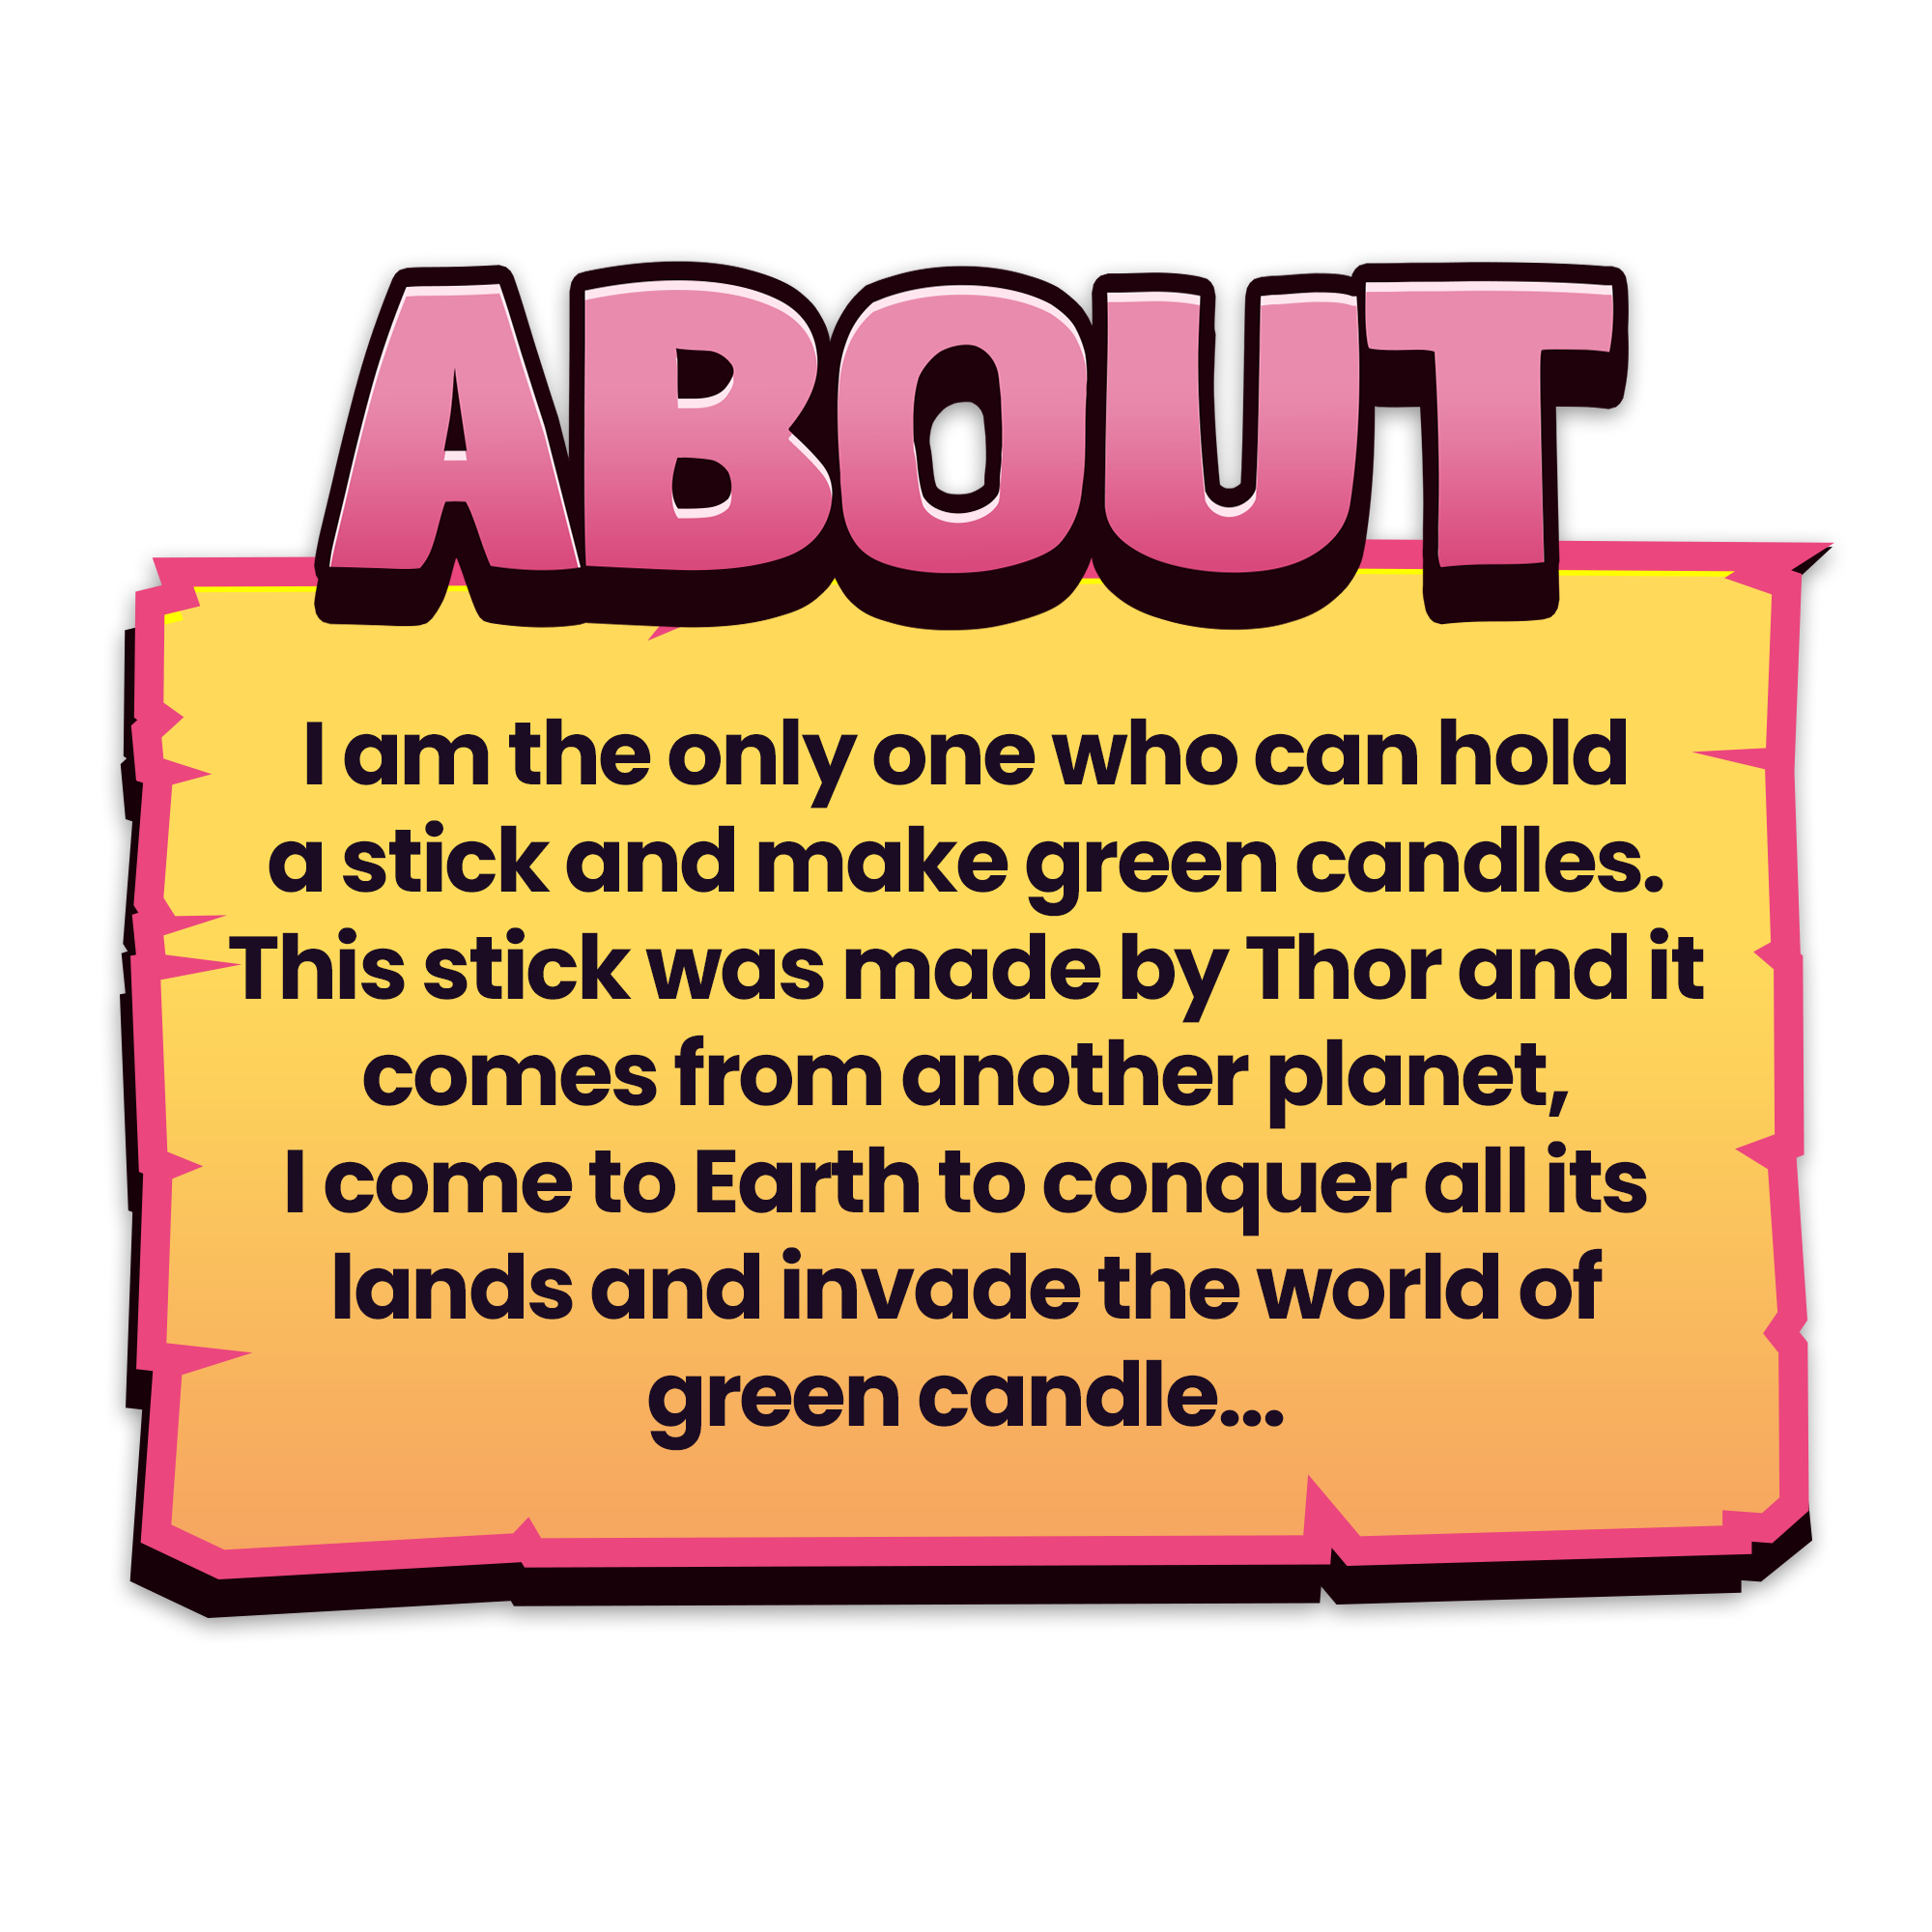 ABOUT
I am the only one who can hold
a stick and make green candles.
This stick was made by Thor and it
comes from another planet,
I come to Earth to conquer all its
lands and invade the world of
green candle...